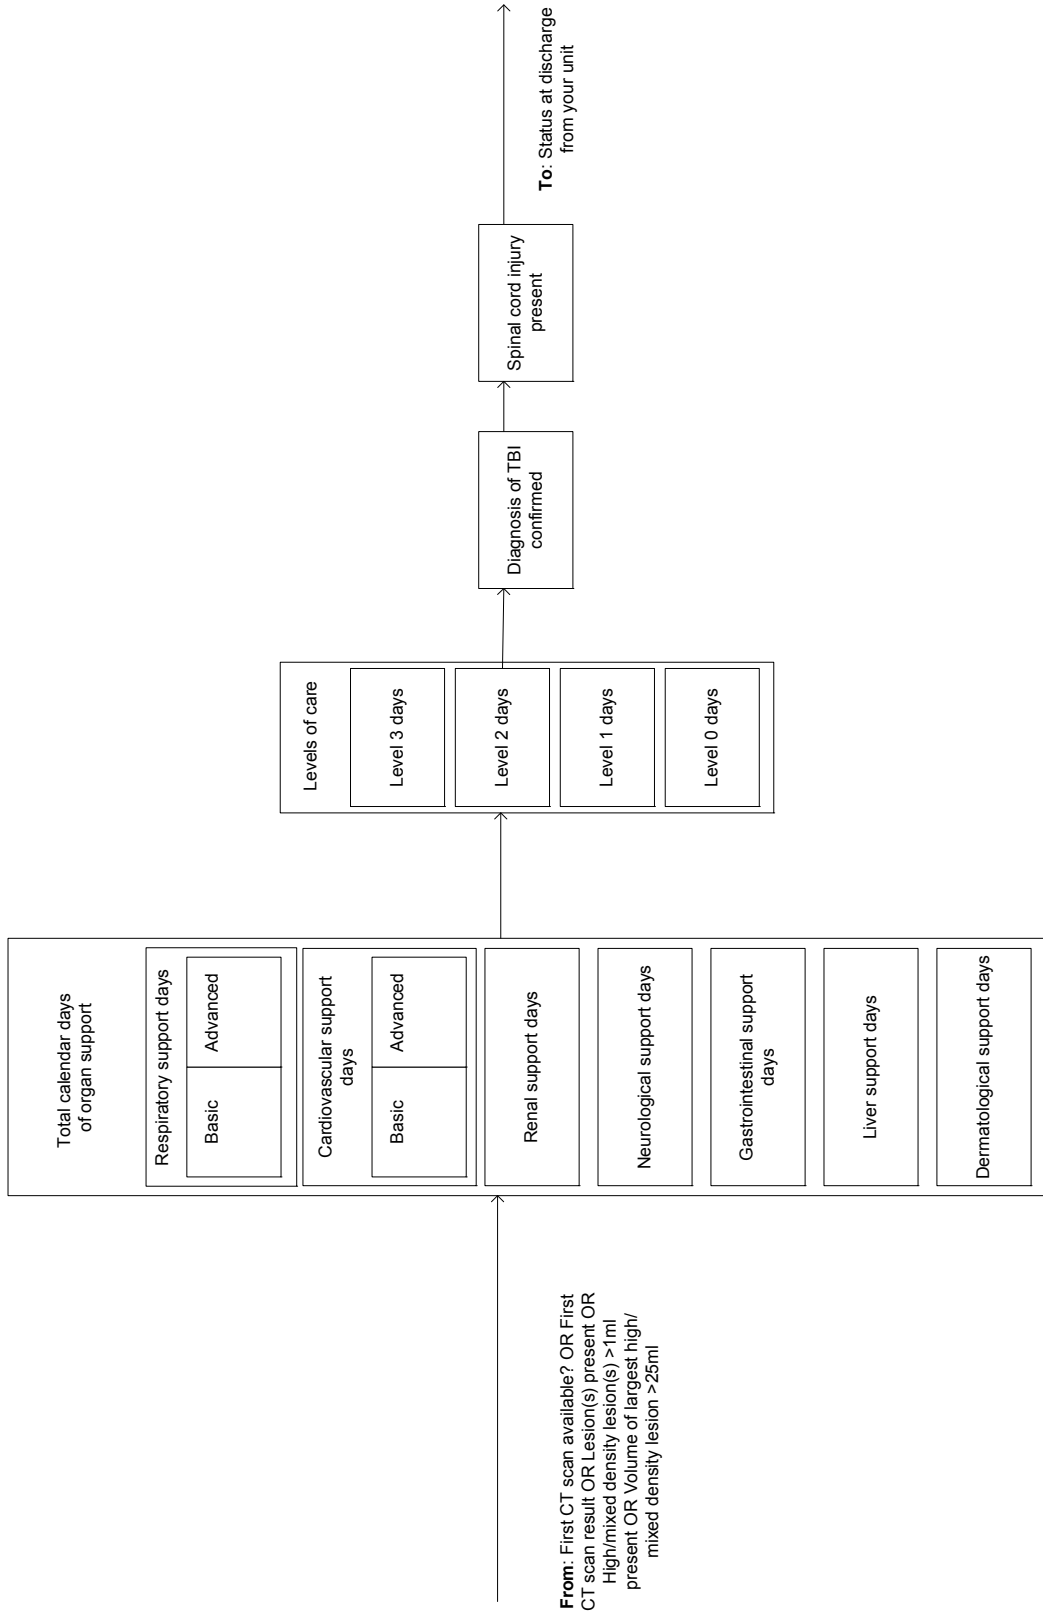 From: First CT scan available? OR First
CT scan result OR Lesion(s) present OR
High/mixed density lesion(s) >1ml
present OR Volume of largest high/
mixed density lesion >25ml
Total calendar days
of organ support
Respiratory support days
Basic
Advanced
Cardiovascular support
days
Basic
Advanced
Renal support days
Neurological support days
Gastrointestinal support
days
Liver support days
Dermatological support days
Levels of care
Level 3 days
Level 2 days
Level 1 days
Level 0 days
Diagnosis of TBI
confirmed
Spinal cord injury
present
To: Status at discharge
from your unit